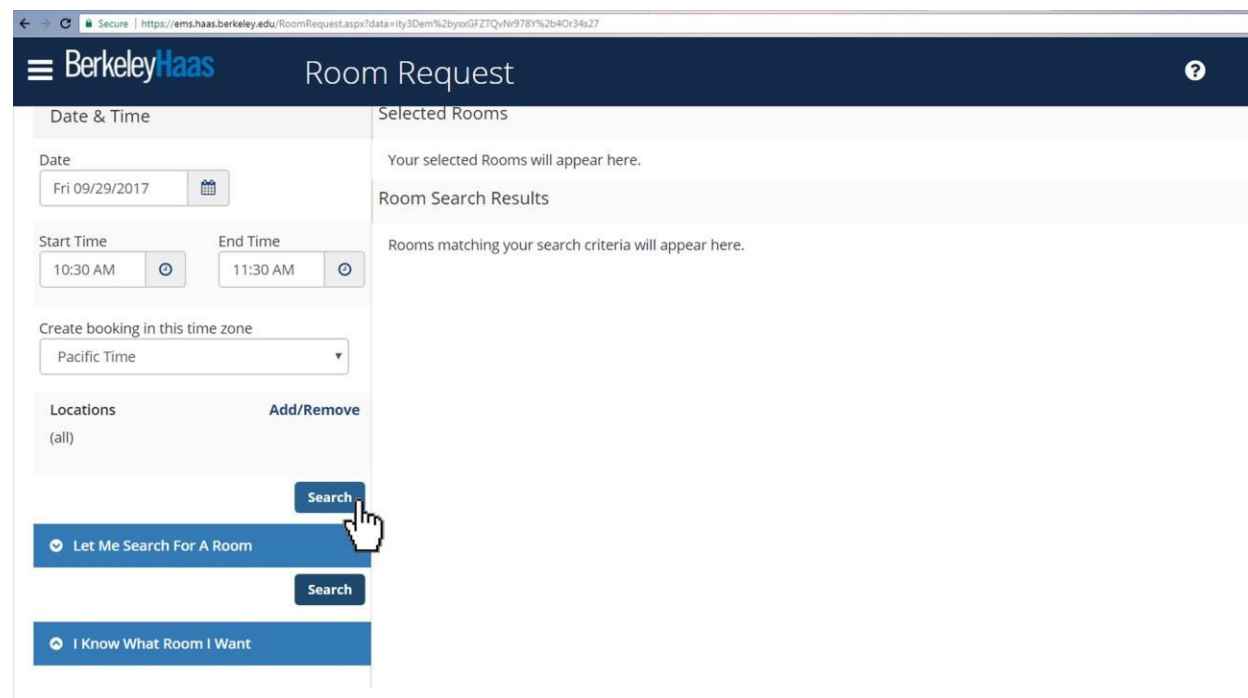 Secure | https://ems.haas.berkeley.edu/RoomRequest.aspx?data=ity3Dem%2byxxGFZTQvNr978Y%2b4Or34s27
BerkeleyHaas Room Request
Date & Time
Date
Fri 09/29/2017
Start Time End Time
10:30 AM 11:30 AM
Create booking in this time zone
Pacific Time
Locations Add/Remove
(all)
Search
Let Me Search For A Room
Search
I Know What Room I Want
Selected Rooms
Your selected Rooms will appear here.
Room Search Results
Rooms matching your search criteria will appear here.